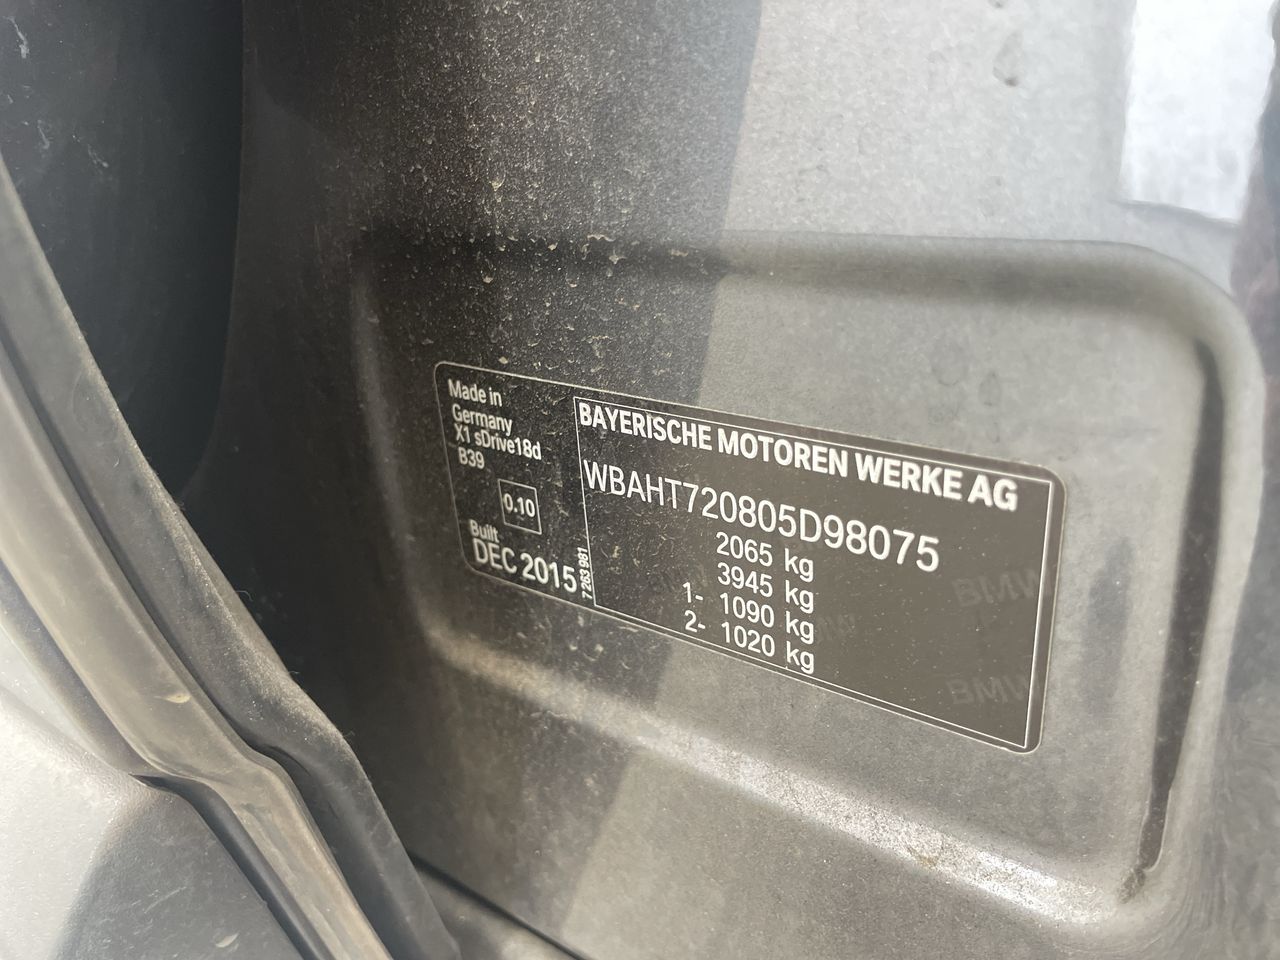 Made in
Germany
X1 sDrive18d
B39
0.10
Built
DEC 2015
7 263 981
BAYERISCHE MOTOREN WERKE AG
WBAHT720805D98075
2065 kg
3945 kg
1- 1090 kg
2- 1020 kg
BMW
BMW
BMW